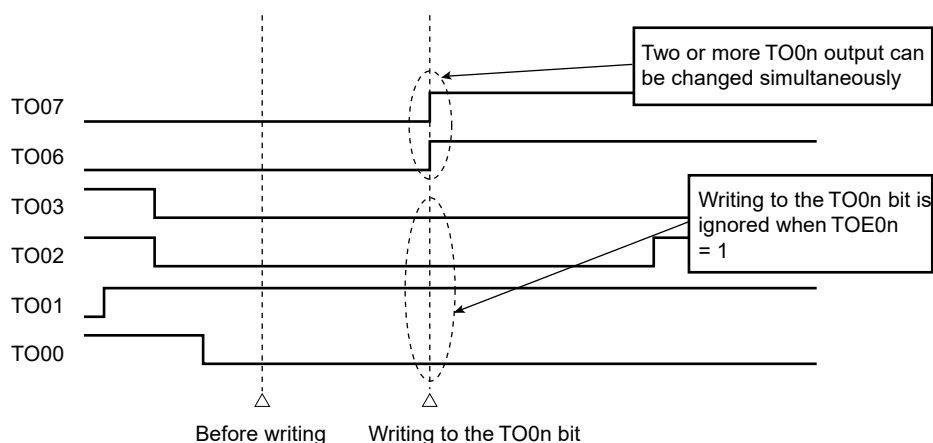 Two or more TO0n output can
be changed simultaneously
TO07
TO06
TO03
Writing to the TO0n bit is
ignored when TOE0n
= 1
TO02
TO01
TO00
Before writing
Writing to the TO0n bit